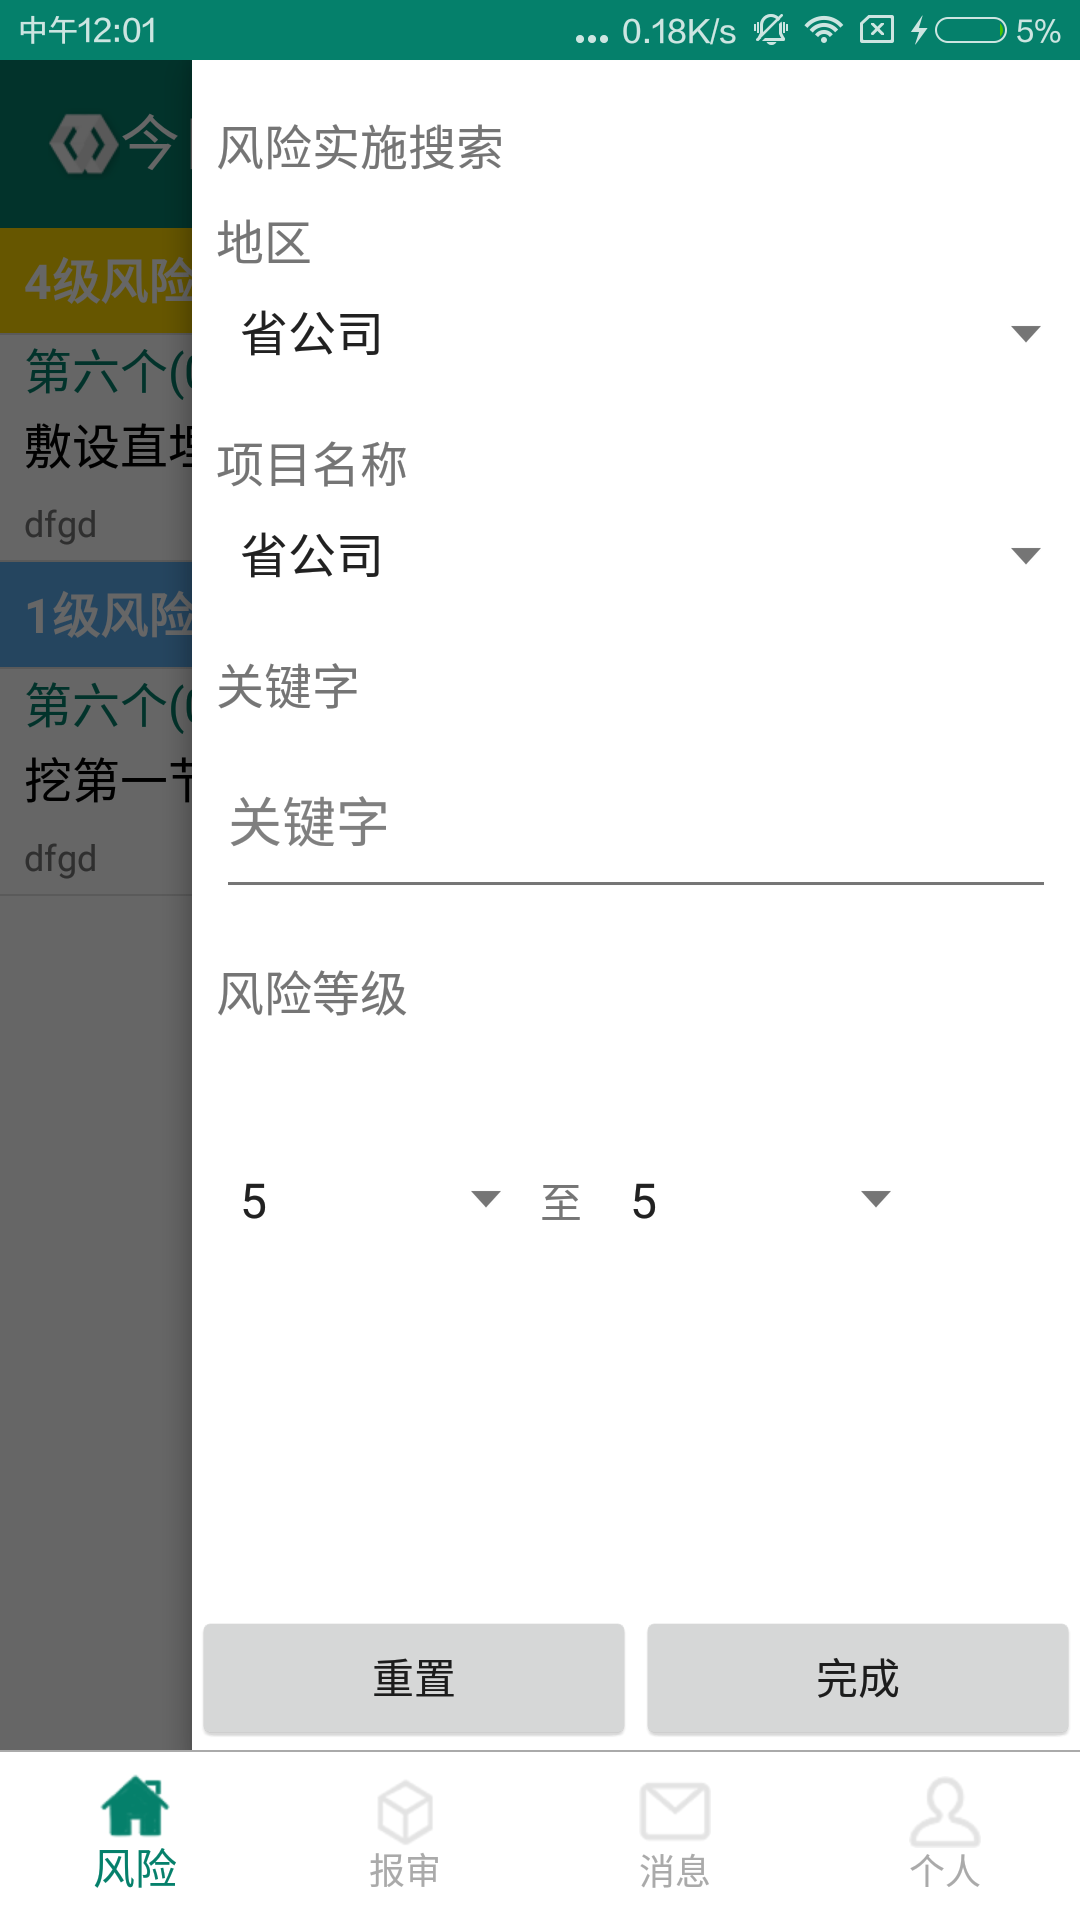 中午12:01
0.18K/s
5%
今
风险实施搜索
地区
4级风险
省公司
第六个(
敷设直埋
项目名称
dfgd
省公司
1级风险
关键字
第六个(
挖第一节
关键字
dfgd
风险等级
5 至 5
重置 完成
风险 报审 消息 个人